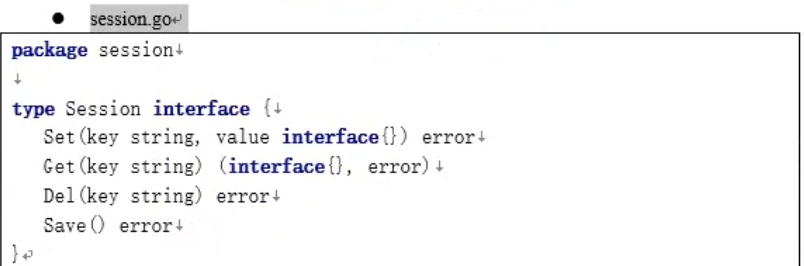 ● session.go
package session

type Session interface {
    Set(key string, value interface{}) error
    Get(key string) (interface{}, error)
    Del(key string) error
    Save() error
}